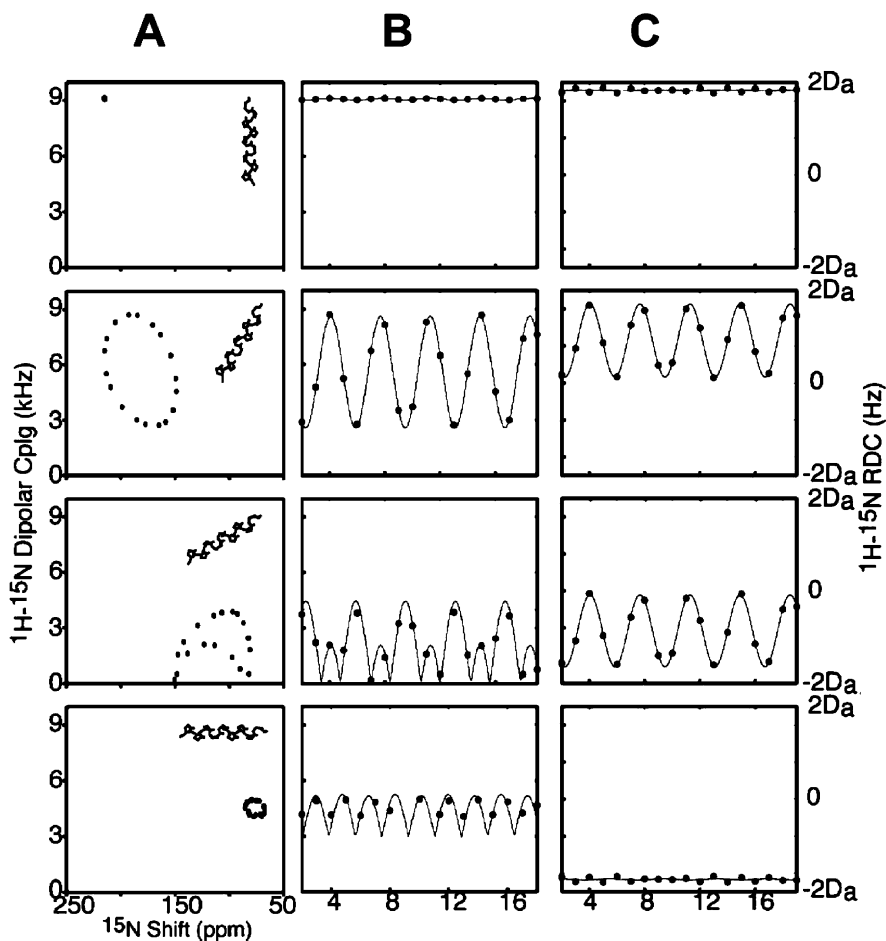 A B C
9 2Da
6 0
3
0 -2Da
9 2Da
6 0
3
0 -2Da
9 2Da
6 0
3
0 -2Da
9 2Da
6 0
3
0 -2Da
250 150 50 4 8 12 16 4 8 12 16
15N Shift (ppm)
1H-15N Dipolar Cplg (kHz)
1H-15N RDC (Hz)